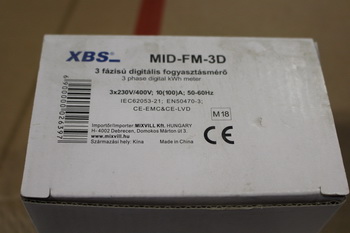 XBS
MID-FM-3D
3 fázisú digitális fogyasztásmérő
3 phase digital kWh meter
3x230V/400V; 10(100)A; 50-60Hz
IEC62053-21; EN50470-3;
CE-EMC&CE-LVD
M18
Importőr/Importer MIXVILL Kft. HUNGARY
H- 4002 Debrecen, Domokos Márton út 3.
www.mixvill.hu
Származási hely: Kína Made in China
CE